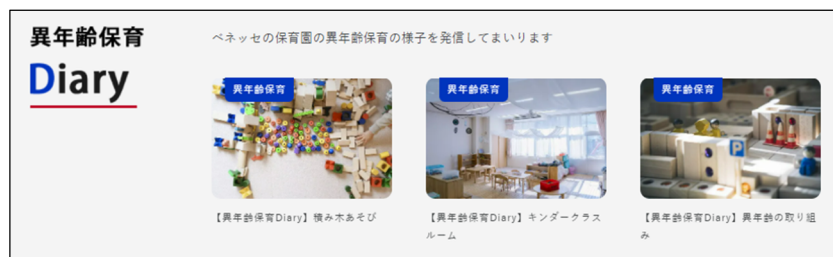 異年齢保育
Diary
ベネッセの保育園の異年齢保育の様子を発信してまいります
異年齢保育
異年齢保育
異年齢保育
P
【異年齢保育Diary】積み木あそび
【異年齢保育Diary】キンダークラス
ルーム
【異年齢保育Diary】異年齢の取り組
み